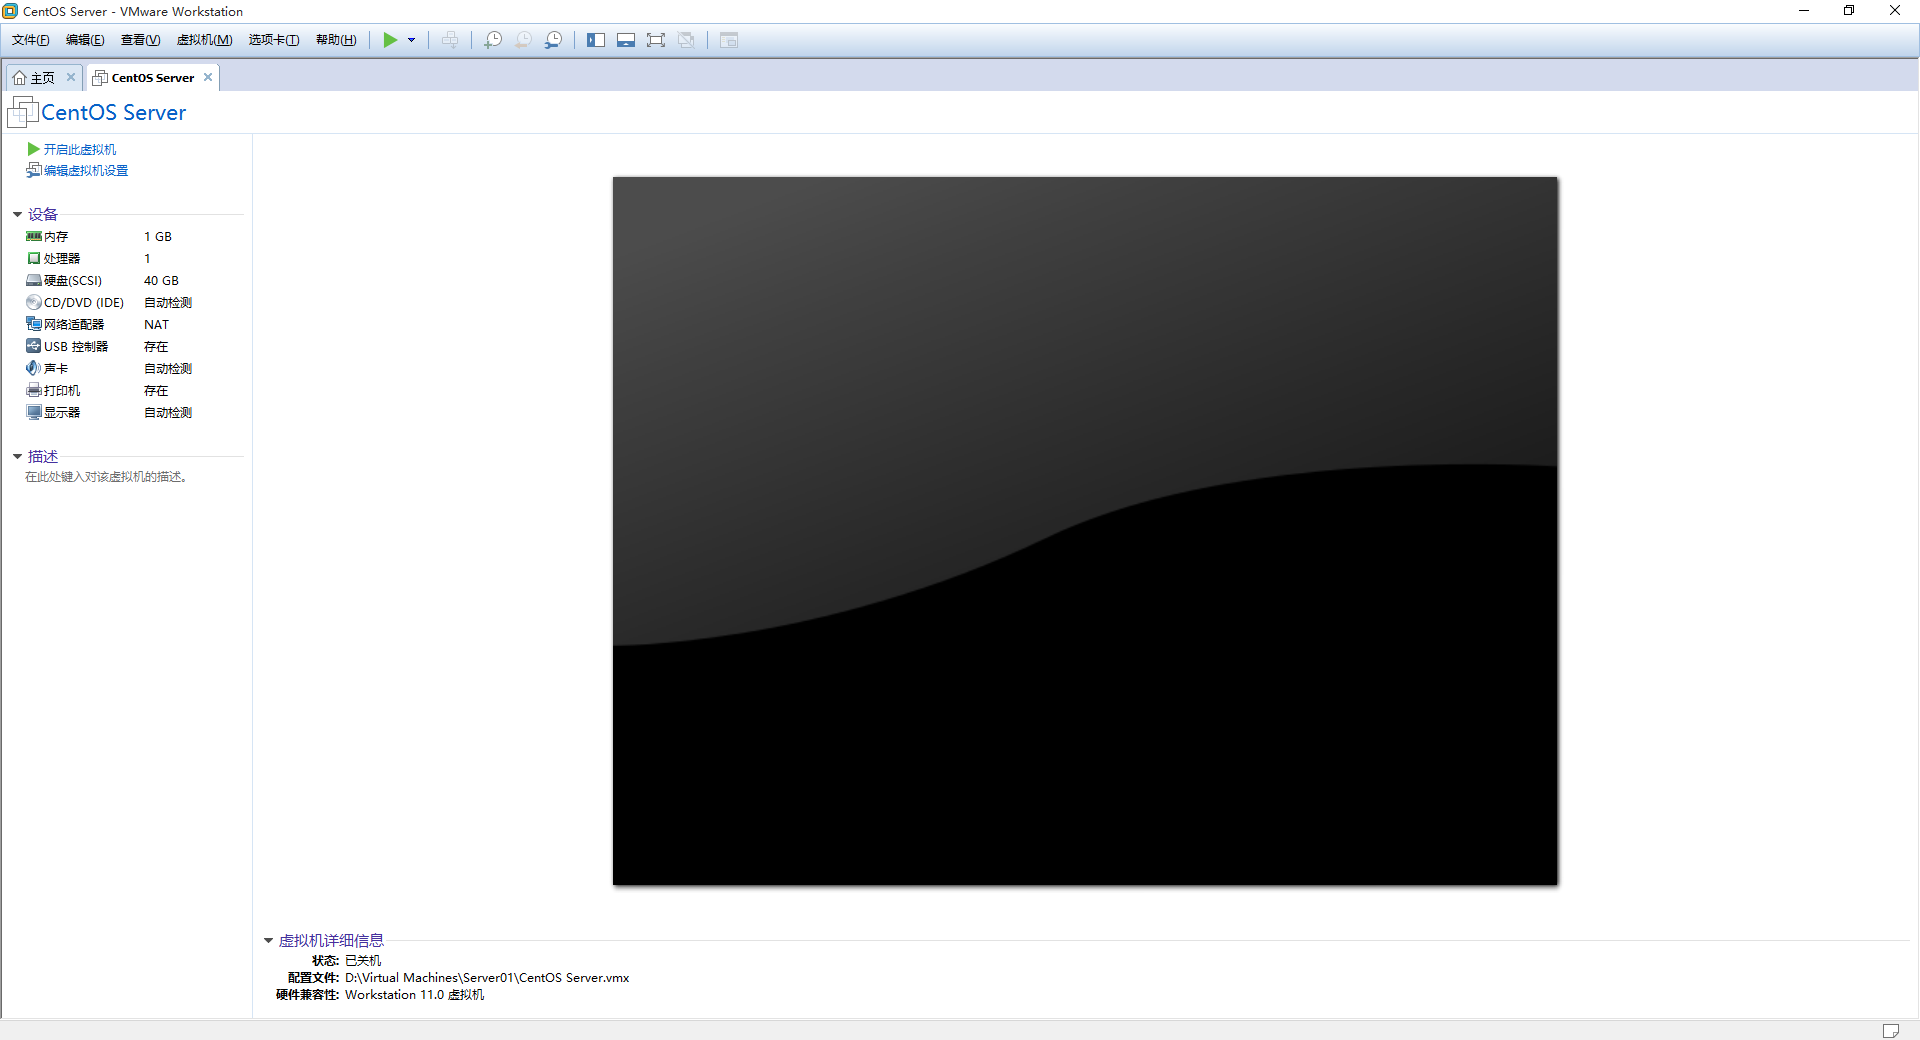 CentOS Server - VMware Workstation
文件(F) 编辑(E) 查看(V) 虚拟机(M) 选项卡(T) 帮助(H)
主页 CentOS Server
CentOS Server
开启此虚拟机
编辑虚拟机设置
设备
内存 1 GB
处理器 1
硬盘(SCSI) 40 GB
CD/DVD (IDE) 自动检测
网络适配器 NAT
USB 控制器 存在
声卡 自动检测
打印机 存在
显示器 自动检测
描述
在此处键入对该虚拟机的描述。
虚拟机详细信息
状态: 已关机
配置文件: D:\Virtual Machines\Server01\CentOS Server.vmx
硬件兼容性: Workstation 11.0 虚拟机